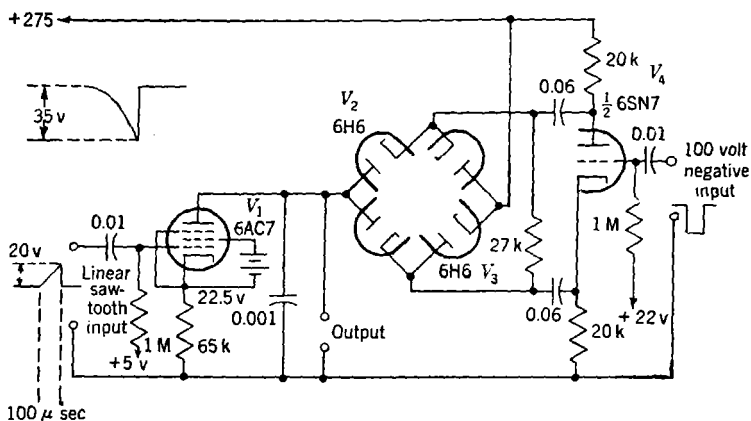 +275
20 k
V4
V2
0.06
½ 6SN7
35 v
6H6
0.01
100 volt
negative
input
V1
6AC7
0.01
1 M
27 k
20 v
Linear
saw-
tooth
input
6H6
V3
22.5 v
0.001
Output
0.06
+22 v
1 M
65 k
20 k
+5 v
100 μ sec